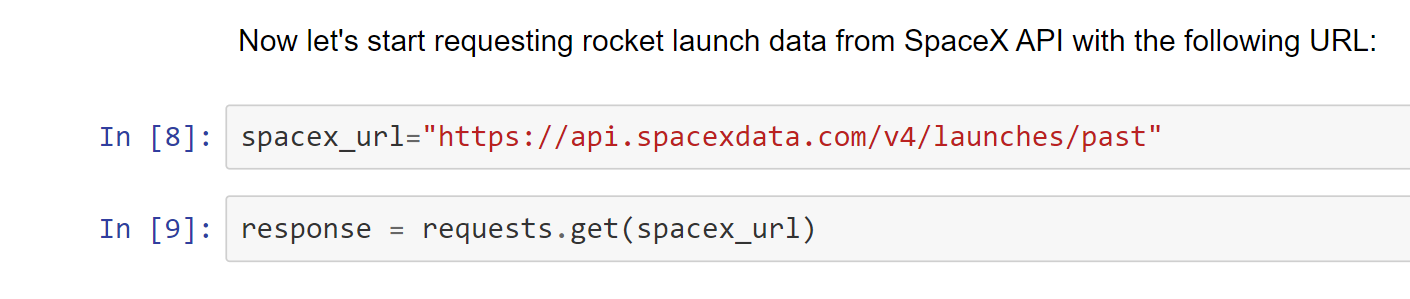 Now let's start requesting rocket launch data from SpaceX API with the following URL:
In [8]: spacex_url="https://api.spacexdata.com/v4/launches/past"
In [9]: response = requests.get(spacex_url)